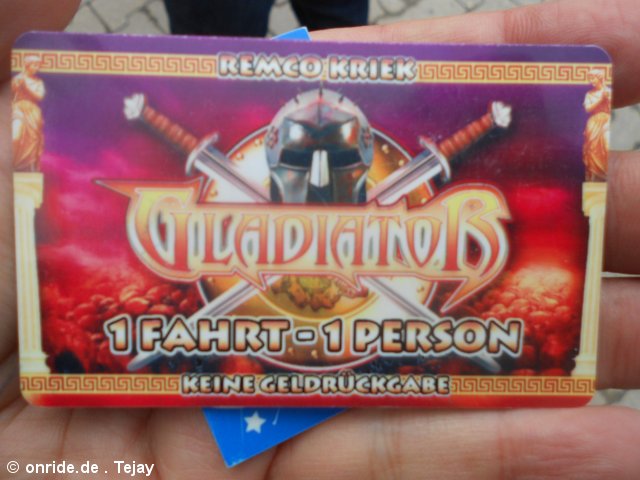 REMCO KRIEK
GLADIATOR
1 FAHRT - 1 PERSON
KEINE GELDRÜCKGABE
© onride.de . Tejay